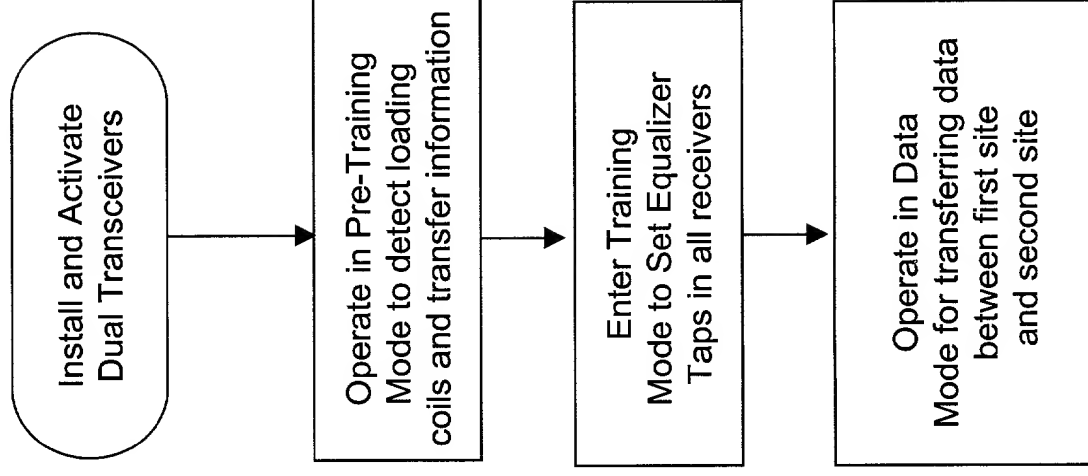 Install and Activate
Dual Transceivers
Operate in Pre-Training
Mode to detect loading
coils and transfer information
Enter Training
Mode to Set Equalizer
Taps in all receivers
Operate in Data
Mode for transferring data
between first site
and second site